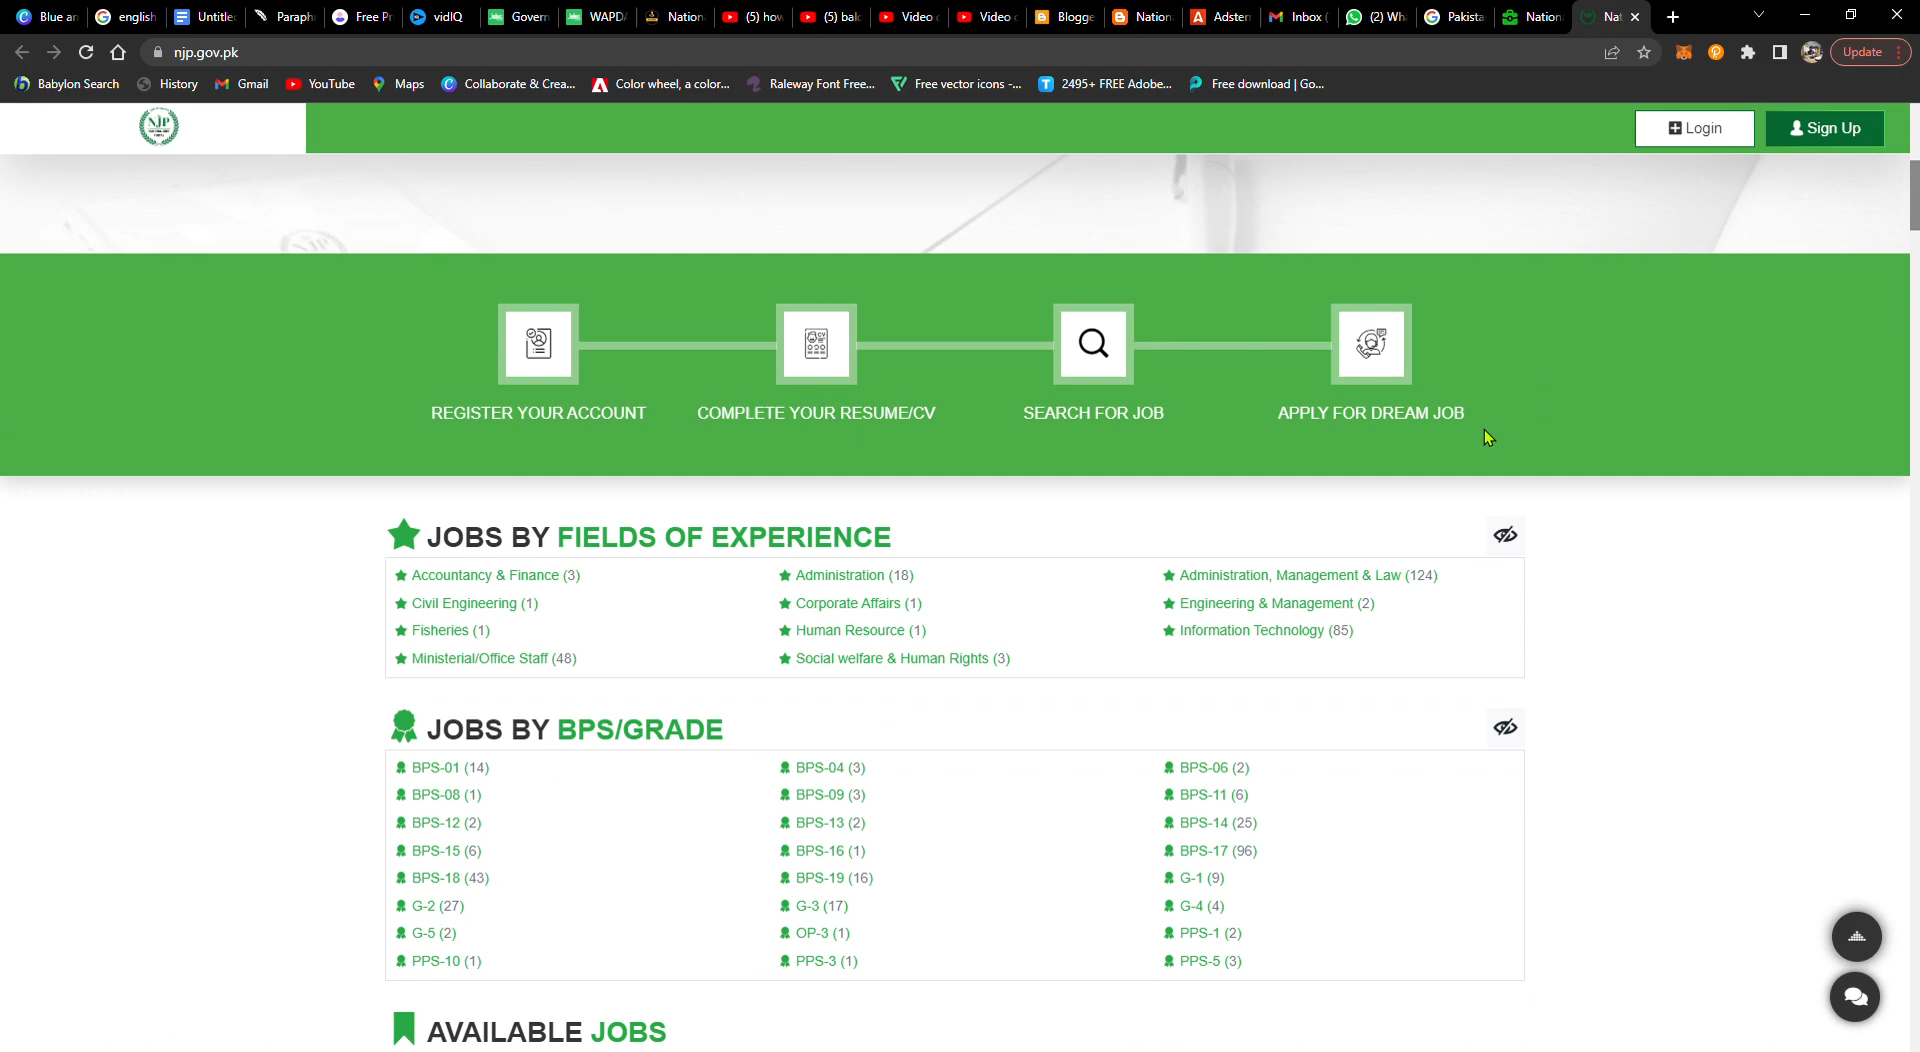 Blue an english Untitle Paraph Free Pr vidIQ Govern WAPDA Nation (5) how (5) bal Video Video Blogge Nation Adster Inbox ( (2) Wh Pakista Nation Nat
njp.gov.pk
Update
Babylon Search History Gmail YouTube Maps Collaborate & Crea... Color wheel, a color... Raleway Font Free... Free vector icons -... 2495+ FREE Adobe... Free download | Go...
NJP
Login Sign Up
REGISTER YOUR ACCOUNT COMPLETE YOUR RESUME/CV SEARCH FOR JOB APPLY FOR DREAM JOB
JOBS BY FIELDS OF EXPERIENCE
Accountancy & Finance (3) Administration (18) Administration, Management & Law (124)
Civil Engineering (1) Corporate Affairs (1) Engineering & Management (2)
Fisheries (1) Human Resource (1) Information Technology (85)
Ministerial/Office Staff (48) Social welfare & Human Rights (3)
JOBS BY BPS/GRADE
BPS-01 (14) BPS-04 (3) BPS-06 (2)
BPS-08 (1) BPS-09 (3) BPS-11 (6)
BPS-12 (2) BPS-13 (2) BPS-14 (25)
BPS-15 (6) BPS-16 (1) BPS-17 (96)
BPS-18 (43) BPS-19 (16) G-1 (9)
G-2 (27) G-3 (17) G-4 (4)
G-5 (2) OP-3 (1) PPS-1 (2)
PPS-10 (1) PPS-3 (1) PPS-5 (3)
AVAILABLE JOBS